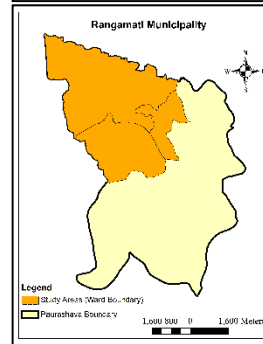 Rangamati Municipality
N
W
S
Legend
Study Areas (Ward Boundary)
Paurashava Boundary
1,600 800 0 1,600 Meters